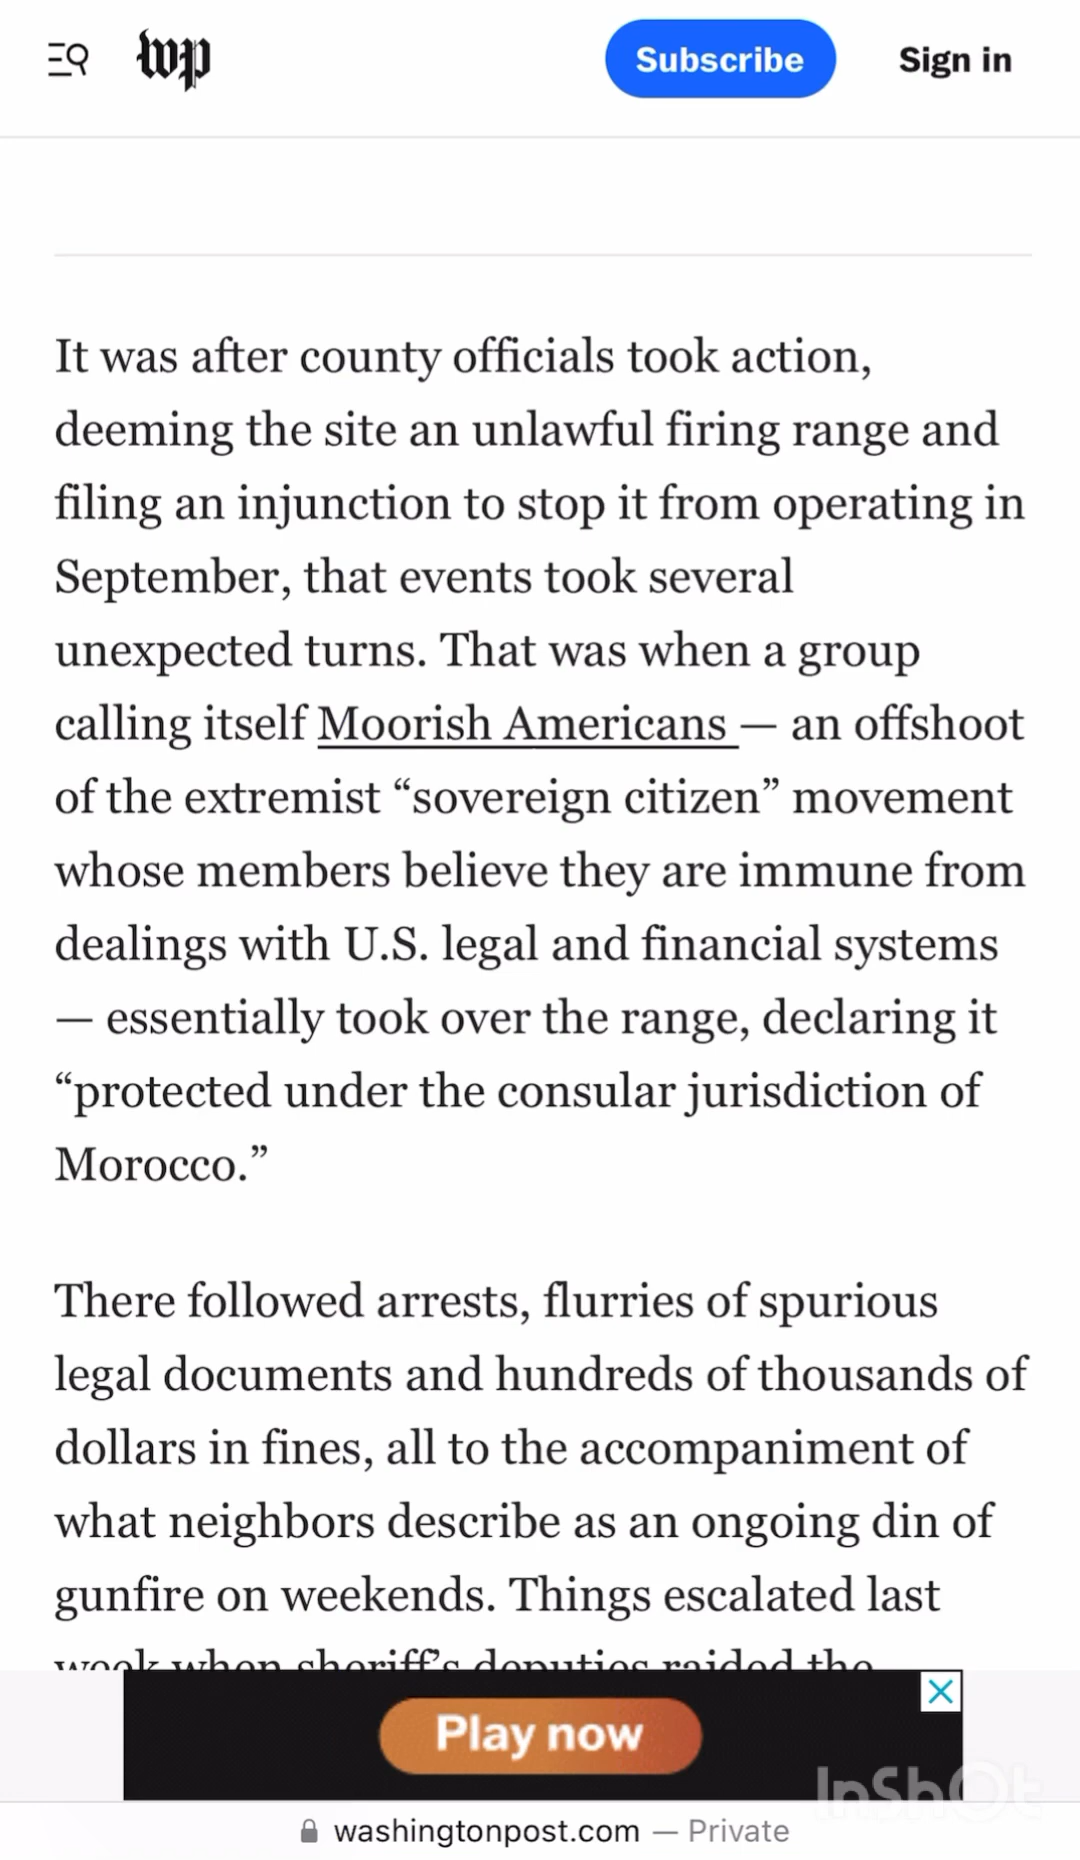 wp
Subscribe
Sign in
It was after county officials took action,
deeming the site an unlawful firing range and
filing an injunction to stop it from operating in
September, that events took several
unexpected turns. That was when a group
calling itself Moorish Americans — an offshoot
of the extremist “sovereign citizen” movement
whose members believe they are immune from
dealings with U.S. legal and financial systems
— essentially took over the range, declaring it
“protected under the consular jurisdiction of
Morocco.”
There followed arrests, flurries of spurious
legal documents and hundreds of thousands of
dollars in fines, all to the accompaniment of
what neighbors describe as an ongoing din of
gunfire on weekends. Things escalated last
week when sheriff’s deputies raided the
Play now
InShOt
washingtonpost.com — Private